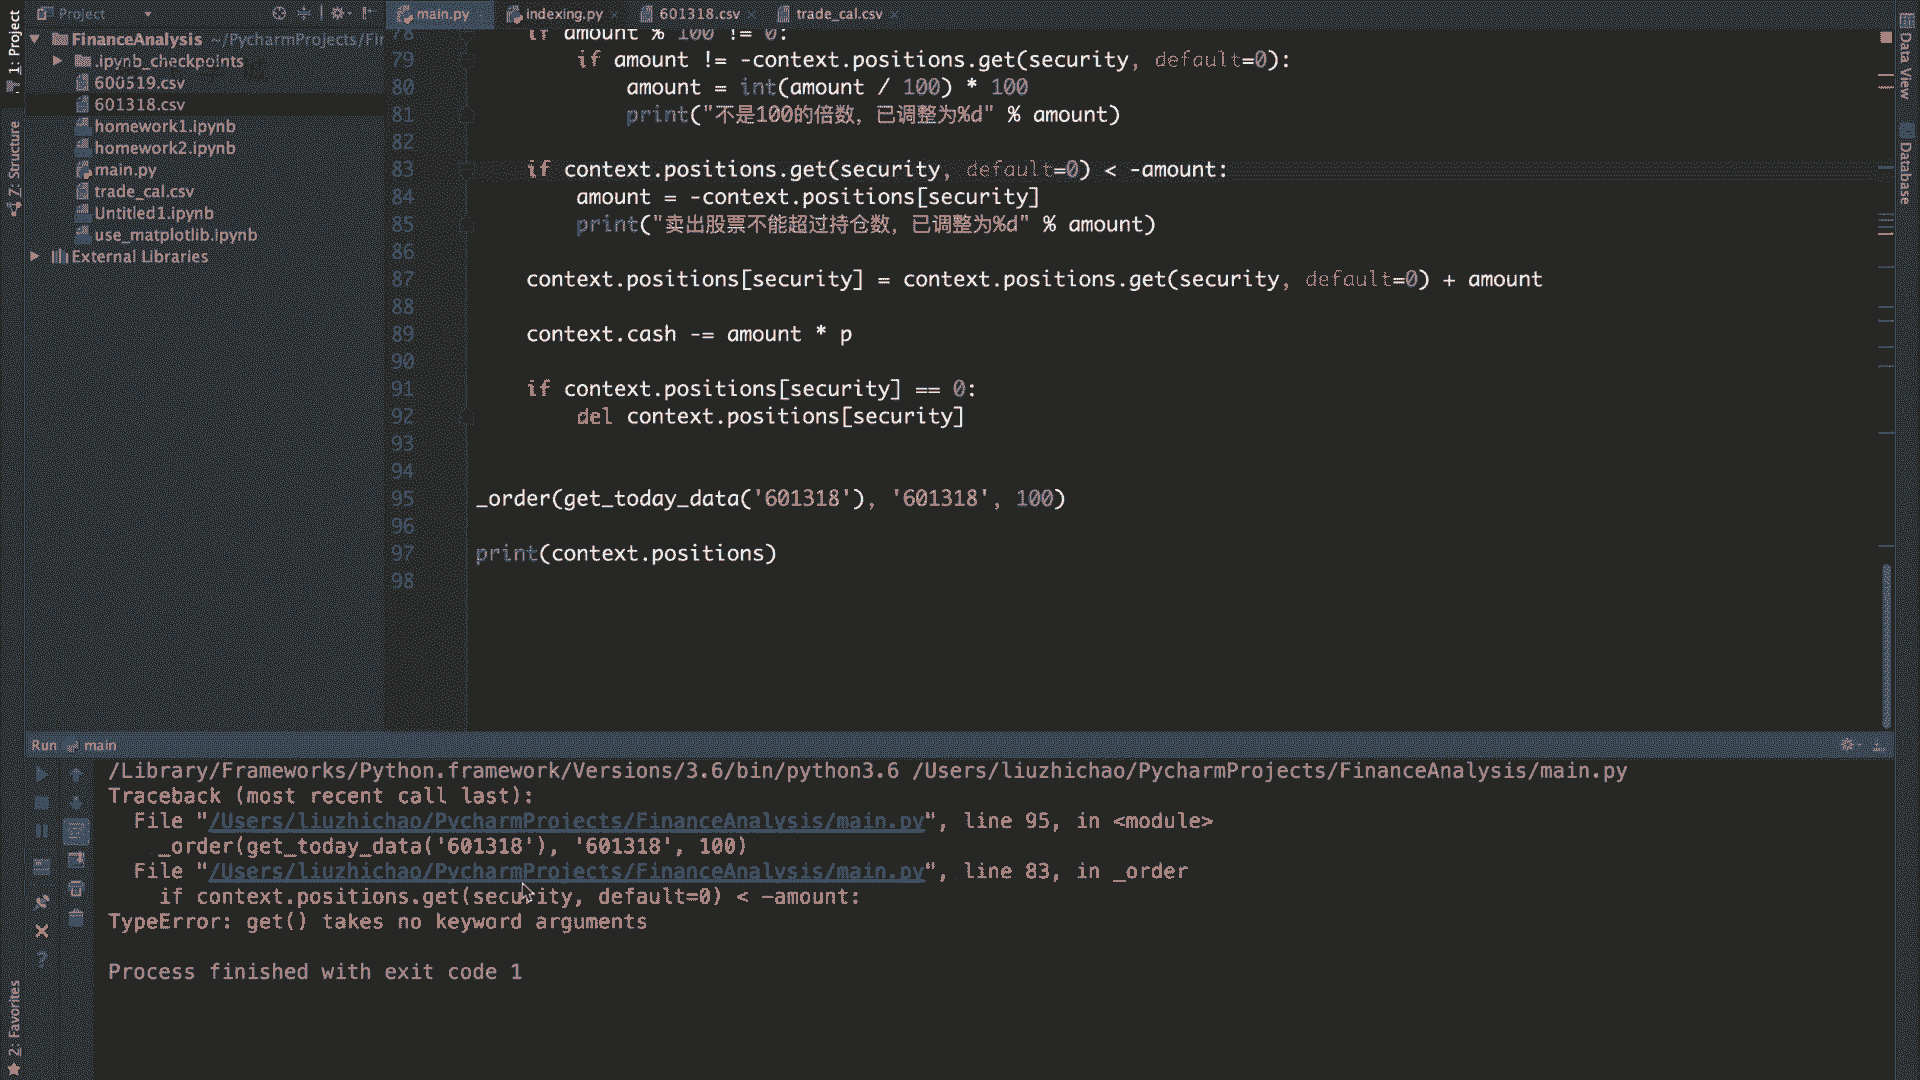 Project
main.py
indexing.py
601318.csv
trade_cal.csv
1: Project
FinanceAnalysis ~/PycharmProjects/Fir
.ipynb_checkpoints
600519.csv
601318.csv
homework1.ipynb
homework2.ipynb
main.py
trade_cal.csv
Untitled1.ipynb
use_matplotlib.ipynb
External Libraries
7: Structure
2: Favorites
Data View
Database
78 if amount % 100 != 0:
79 if amount != -context.positions.get(security, default=0):
80 amount = int(amount / 100) * 100
81 print("不是100的倍数，已调整为%d" % amount)
82
83 if context.positions.get(security, default=0) < -amount:
84 amount = -context.positions[security]
85 print("卖出股票不能超过持仓数，已调整为%d" % amount)
86
87 context.positions[security] = context.positions.get(security, default=0) + amount
88
89 context.cash -= amount * p
90
91 if context.positions[security] == 0:
92 del context.positions[security]
93
94
95 _order(get_today_data('601318'), '601318', 100)
96
97 print(context.positions)
98
Run main
/Library/Frameworks/Python.framework/Versions/3.6/bin/python3.6 /Users/liuzhichao/PycharmProjects/FinanceAnalysis/main.py
Traceback (most recent call last):
File "/Users/liuzhichao/PycharmProjects/FinanceAnalysis/main.py", line 95, in <module>
_order(get_today_data('601318'), '601318', 100)
File "/Users/liuzhichao/PycharmProjects/FinanceAnalysis/main.py", line 83, in _order
if context.positions.get(security, default=0) < -amount:
TypeError: get() takes no keyword arguments
Process finished with exit code 1